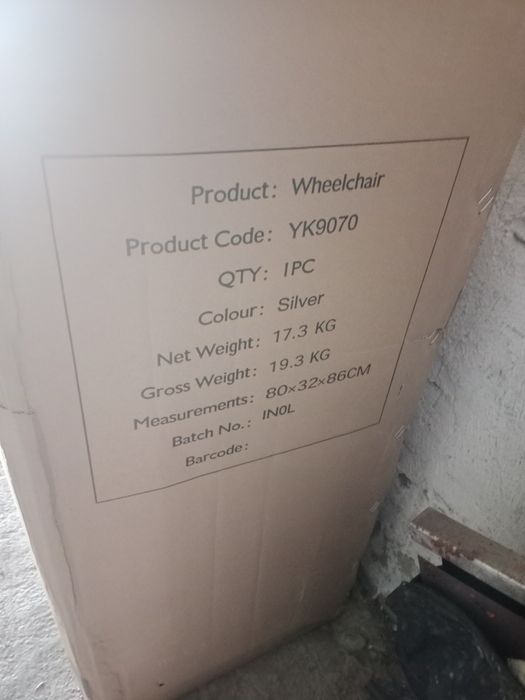 Product: Wheelchair
Product Code: YK9070
QTY: 1PC
Colour: Silver
Net Weight: 17.3 KG
Gross Weight: 19.3 KG
Measurements: 80×32×86CM
Batch No.: IN0L
Barcode: